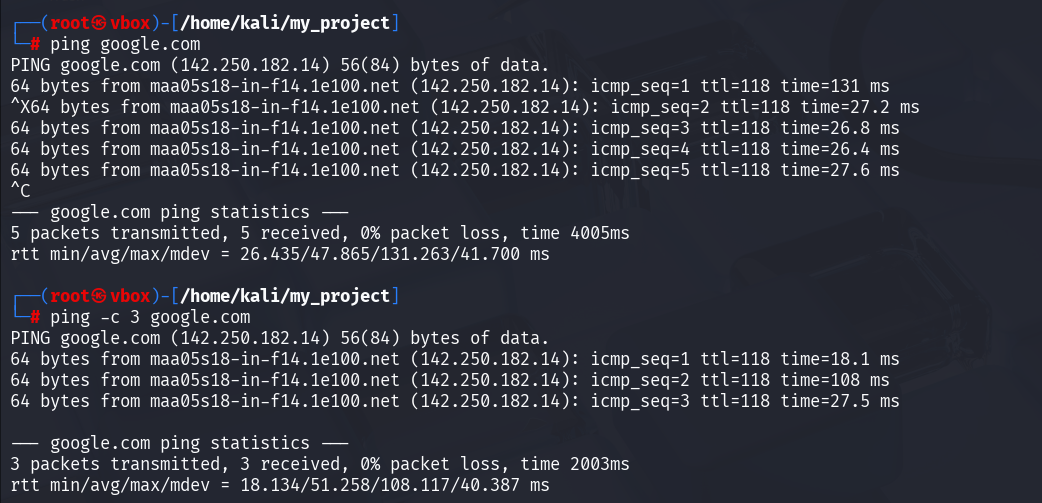 ┌──(root㉿vbox)-[/home/kali/my_project]
└─# ping google.com
PING google.com (142.250.182.14) 56(84) bytes of data.
64 bytes from maa05s18-in-f14.1e100.net (142.250.182.14): icmp_seq=1 ttl=118 time=131 ms
^X64 bytes from maa05s18-in-f14.1e100.net (142.250.182.14): icmp_seq=2 ttl=118 time=27.2 ms
64 bytes from maa05s18-in-f14.1e100.net (142.250.182.14): icmp_seq=3 ttl=118 time=26.8 ms
64 bytes from maa05s18-in-f14.1e100.net (142.250.182.14): icmp_seq=4 ttl=118 time=26.4 ms
64 bytes from maa05s18-in-f14.1e100.net (142.250.182.14): icmp_seq=5 ttl=118 time=27.6 ms
^C
--- google.com ping statistics ---
5 packets transmitted, 5 received, 0% packet loss, time 4005ms
rtt min/avg/max/mdev = 26.435/47.865/131.263/41.700 ms
┌──(root㉿vbox)-[/home/kali/my_project]
└─# ping -c 3 google.com
PING google.com (142.250.182.14) 56(84) bytes of data.
64 bytes from maa05s18-in-f14.1e100.net (142.250.182.14): icmp_seq=1 ttl=118 time=18.1 ms
64 bytes from maa05s18-in-f14.1e100.net (142.250.182.14): icmp_seq=2 ttl=118 time=108 ms
64 bytes from maa05s18-in-f14.1e100.net (142.250.182.14): icmp_seq=3 ttl=118 time=27.5 ms
--- google.com ping statistics ---
3 packets transmitted, 3 received, 0% packet loss, time 2003ms
rtt min/avg/max/mdev = 18.134/51.258/108.117/40.387 ms